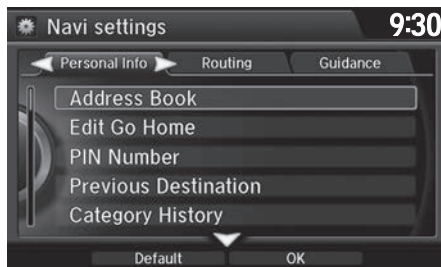 Navi settings 9:30
Personal Info Routing Guidance
Address Book
Edit Go Home
PIN Number
Previous Destination
Category History
Default OK